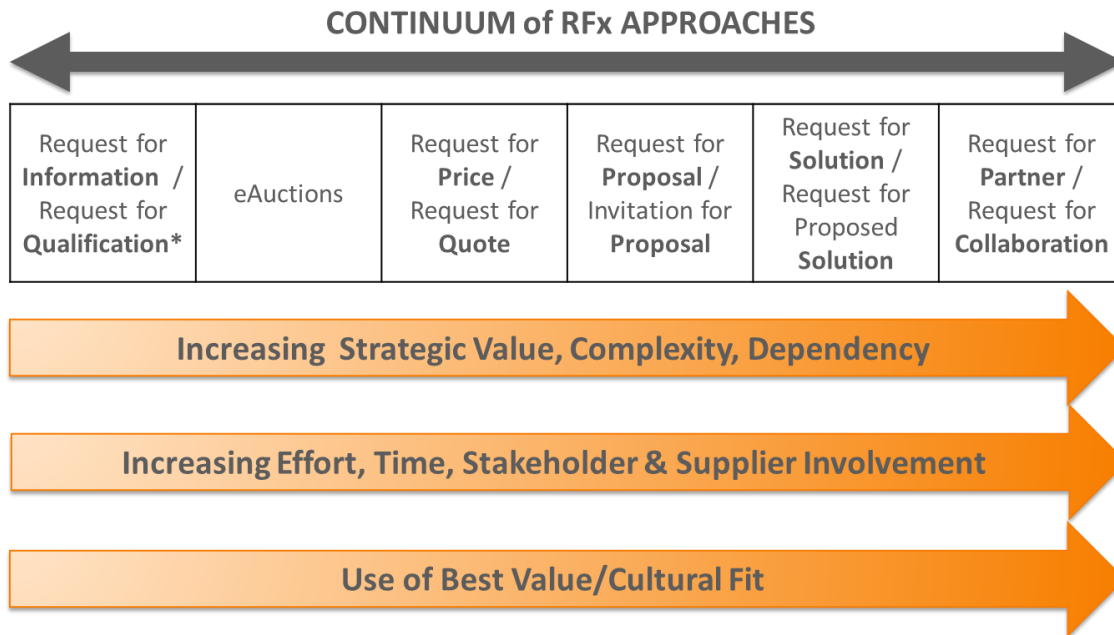 CONTINUUM of RFx APPROACHES
Request for
Information /
Request for
Qualification*
eAuctions
Request for
Price /
Request for
Quote
Request for
Proposal /
Invitation for
Proposal
Request for
Solution /
Request for
Proposed
Solution
Request for
Partner /
Request for
Collaboration
Increasing Strategic Value, Complexity, Dependency
Increasing Effort, Time, Stakeholder & Supplier Involvement
Use of Best Value/Cultural Fit